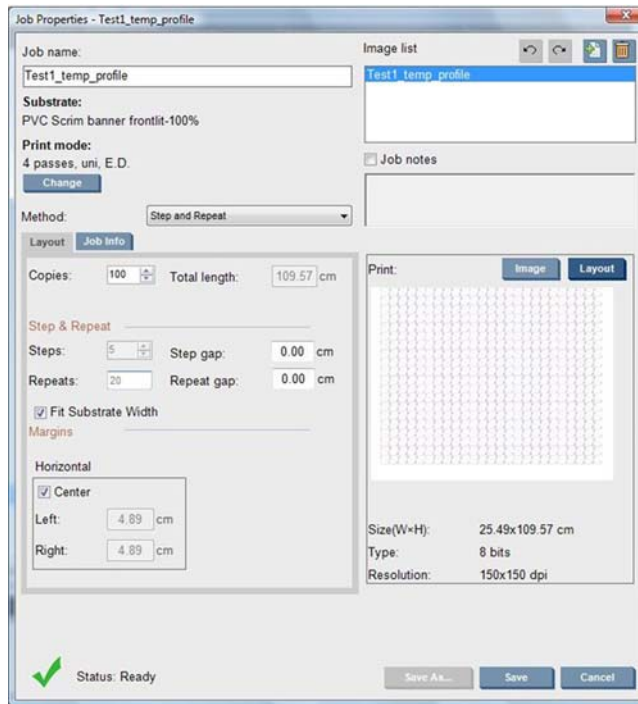 Job Properties - Test1_temp_profile
Job name:
Test1_temp_profile
Substrate:
PVC Scrim banner frontlit-100%
Print mode:
4 passes, uni, E.D.
Change
Method: Step and Repeat
Image list
Test1_temp_profile
Job notes
Layout Job Info
Copies: 100 Total length: 109.57 cm
Step & Repeat
Steps: 5 Step gap: 0.00 cm
Repeats: 20 Repeat gap: 0.00 cm
Fit Substrate Width
Margins
Horizontal
Center
Left: 4.89 cm
Right: 4.89 cm
Print: Image Layout
Size(W×H): 25.49x109.57 cm
Type: 8 bits
Resolution: 150x150 dpi
Status: Ready
Save As... Save Cancel